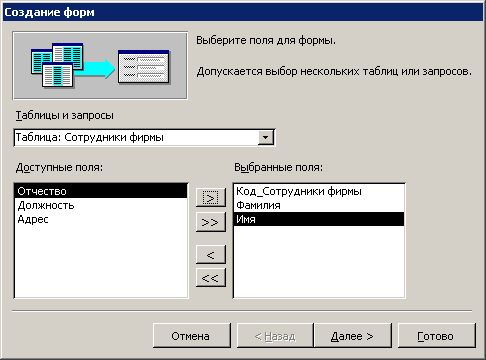 Создание форм
Выберите поля для формы.
Допускается выбор нескольких таблиц или запросов.
Таблицы и запросы
Таблица: Сотрудники фирмы
Доступные поля:
Выбранные поля:
Отчество
Должность
Адрес
>
>>
<
<<
Код_Сотрудники фирмы
Фамилия
Имя
Отмена
< Назад
Далее >
Готово